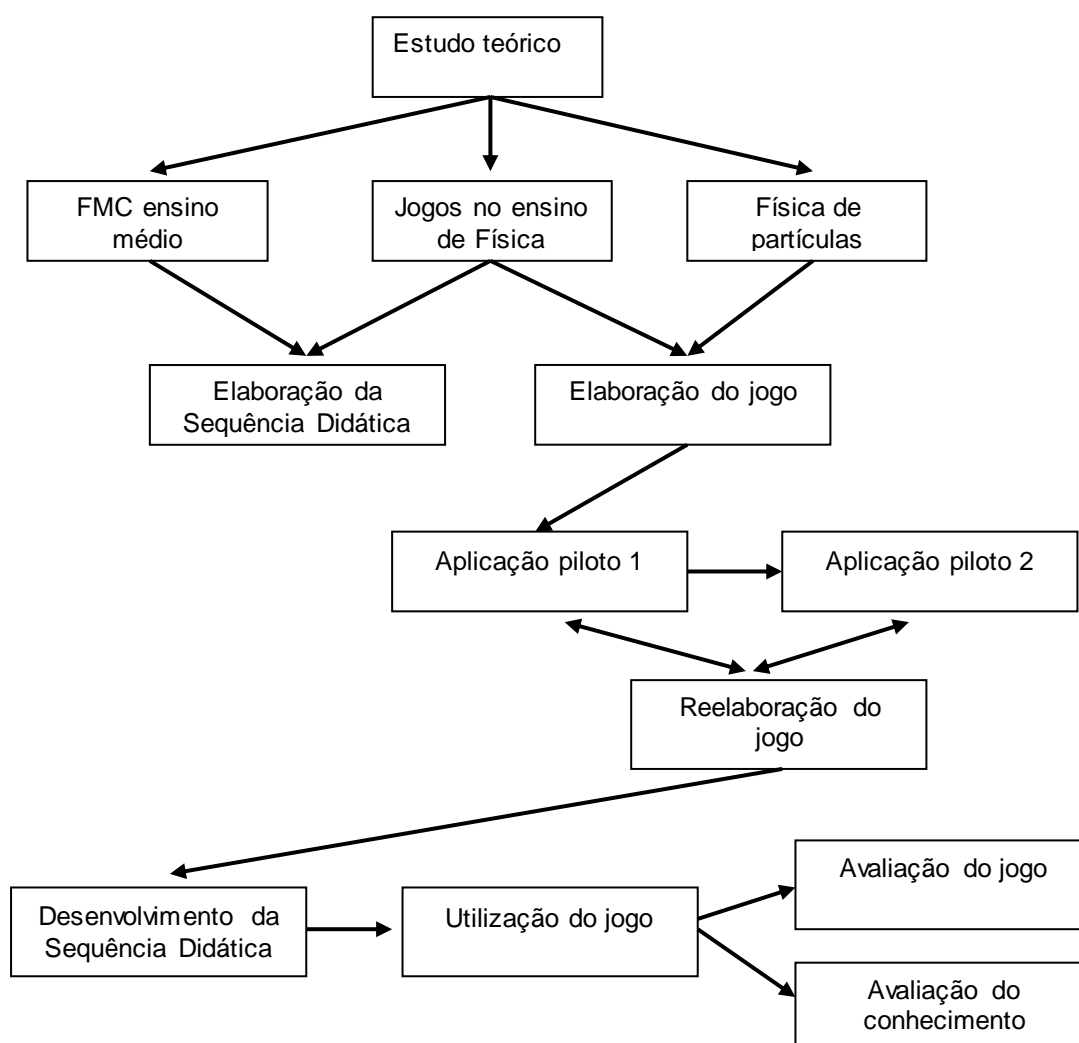 Estudo teórico
FMC ensino
médio
Jogos no ensino
de Física
Física de
partículas
Elaboração da
Sequência Didática
Elaboração do jogo
Aplicação piloto 1
Aplicação piloto 2
Reelaboração do
jogo
Desenvolvimento da
Sequência Didática
Utilização do jogo
Avaliação do jogo
Avaliação do
conhecimento